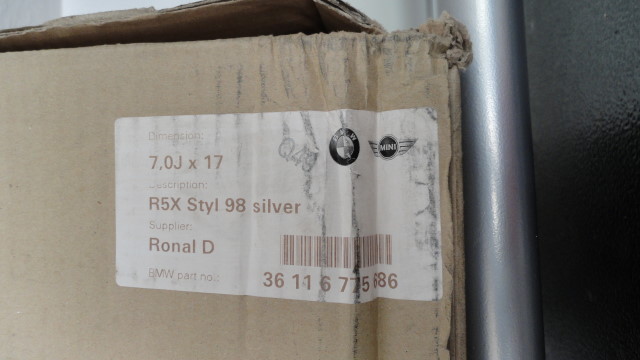 Dimension:
7,0J x 17
Description:
R5X Styl 98 silver
Supplier:
Ronal D
BMW part no.:
36 11 6 775 686
BMW
MINI